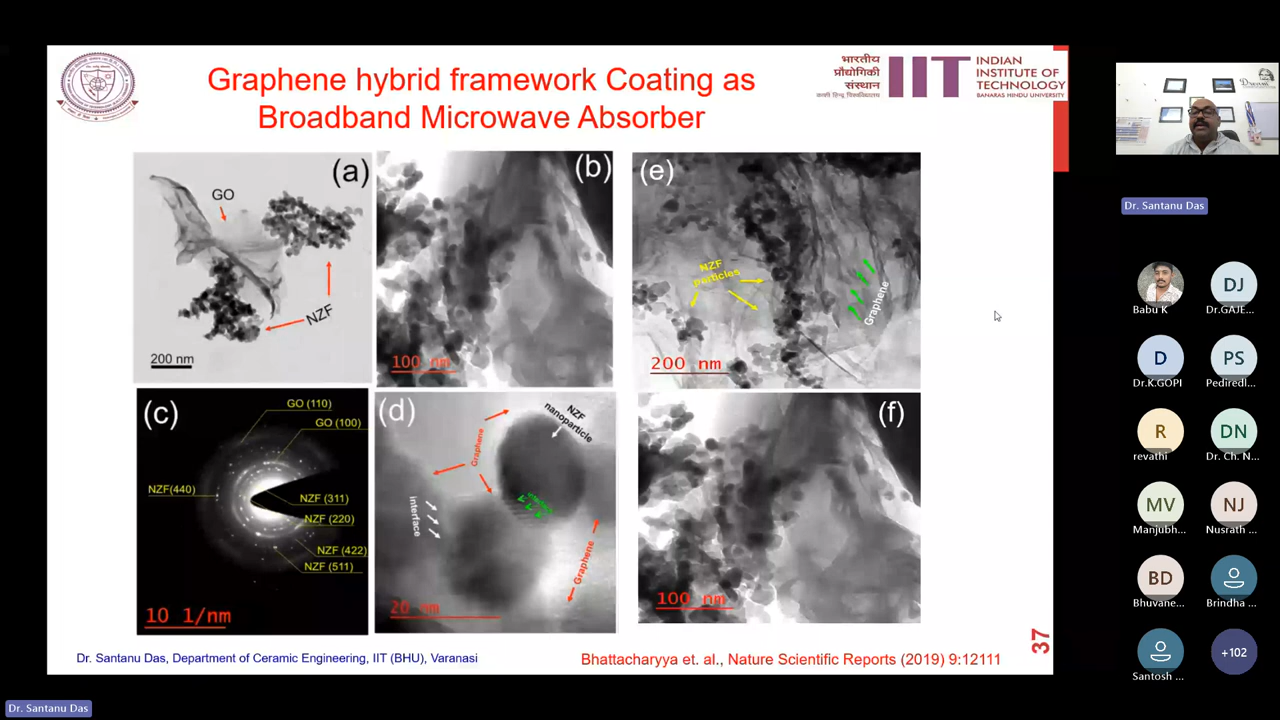 Graphene hybrid framework Coating as
Broadband Microwave Absorber
भारतीय
प्रौद्योगिकी
संस्थान
काशी हिन्दू विश्वविद्यालय
IIT
INDIAN
INSTITUTE OF
TECHNOLOGY
BANARAS HINDU UNIVERSITY
(a)
GO
NZF
200 nm
(b)
100 nm
(e)
NZF
particles
Graphene
200 nm
(c)
GO (110)
GO (100)
NZF(440)
NZF (311)
NZF (220)
NZF (422)
NZF (511)
10 1/nm
(d)
NZF
nanoparticle
Graphene
interface
interface
Graphene
20 nm
(f)
100 nm
37
Dr. Santanu Das, Department of Ceramic Engineering, IIT (BHU), Varanasi
Bhattacharyya et. al., Nature Scientific Reports (2019) 9:12111
Dr. Santanu Das
Dr. Santanu Das
Babu K
DJ
Dr.GAJE...
D
Dr.K.GOPI
PS
Pediredl...
R
revathi
DN
Dr. Ch. N...
MV
Manjubh...
NJ
Nusrath ...
BD
Bhuvane...
Brindha ...
Santosh ...
+102